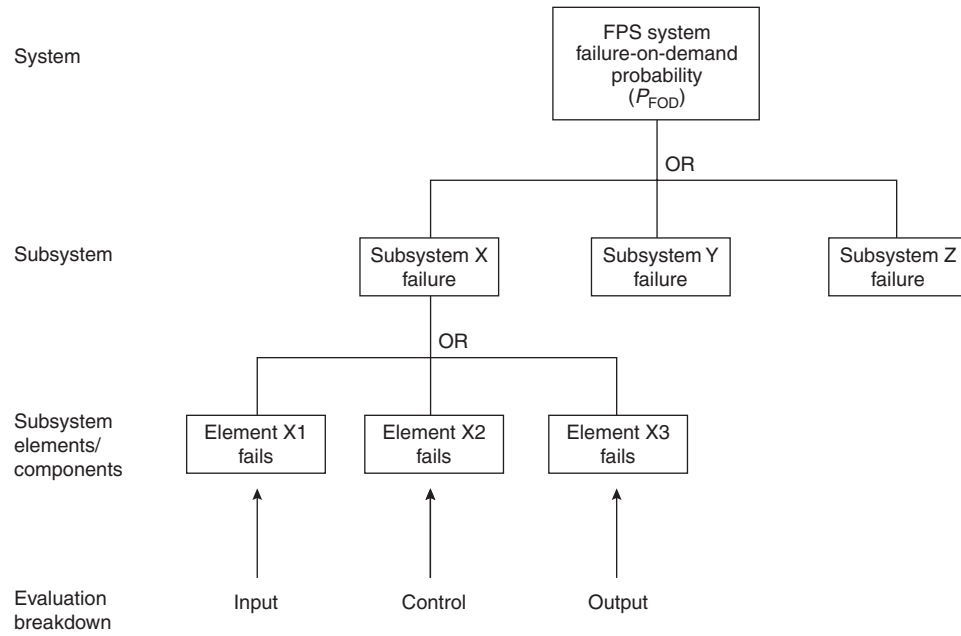 System
FPS system
failure-on-demand
probability
(P_FOD)
OR
Subsystem
Subsystem X
failure
Subsystem Y
failure
Subsystem Z
failure
OR
Subsystem
elements/
components
Element X1
fails
Element X2
fails
Element X3
fails
Evaluation
breakdown
Input
Control
Output